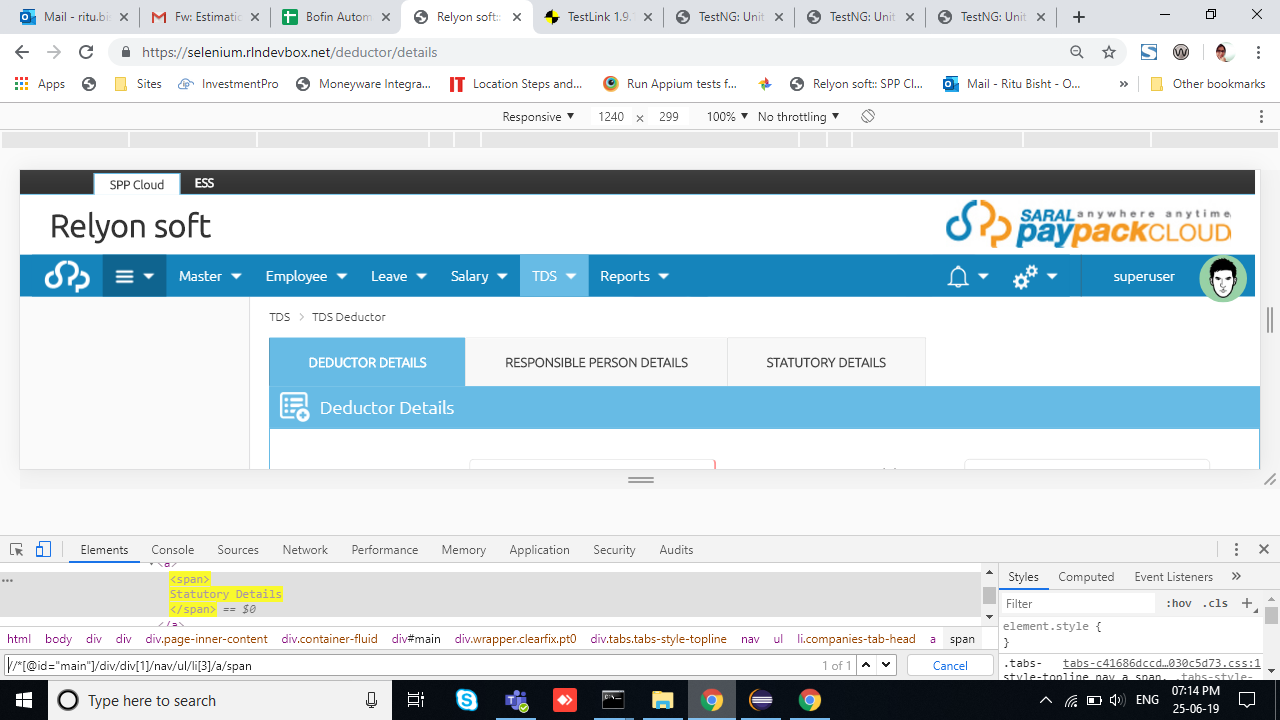 Mail - ritu.bi: Fw: Estimatic Bofin Autom Relyon soft: TestLink 1.9.1 TestNG: Unit TestNG: Unit TestNG: Unit
https://selenium.rlndevbox.net/deductor/details
Apps Sites InvestmentPro Moneyware Integra... Location Steps and... Run Appium tests f... Relyon soft:: SPP Cl... Mail - Ritu Bisht - O... » Other bookmarks
Responsive 1240 x 299 100% No throttling
SPP Cloud ESS
Relyon soft
SARAL anywhere anytime
paypackCLOUD
Master Employee Leave Salary TDS Reports superuser
TDS > TDS Deductor
DEDUCTOR DETAILS RESPONSIBLE PERSON DETAILS STATUTORY DETAILS
Deductor Details
Elements Console Sources Network Performance Memory Application Security Audits
<a>
<span>
Statutory Details
</span> == $0
</a>
html body div div div.page-inner-content div.container-fluid div#main div.wrapper.clearfix.pt0 div.tabs.tabs-style-topline nav ul li.companies-tab-head a span
//*[@id="main"]/div/div[1]/nav/ul/li[3]/a/span 1 of 1 Cancel
Styles Computed Event Listeners »
Filter :hov .cls +
element.style {
}
.tabs- tabs-c41686dccd…030c5d73.css:1
style-topline nav a span, .tabs-style-
Type here to search
ENG 07:14 PM
25-06-19